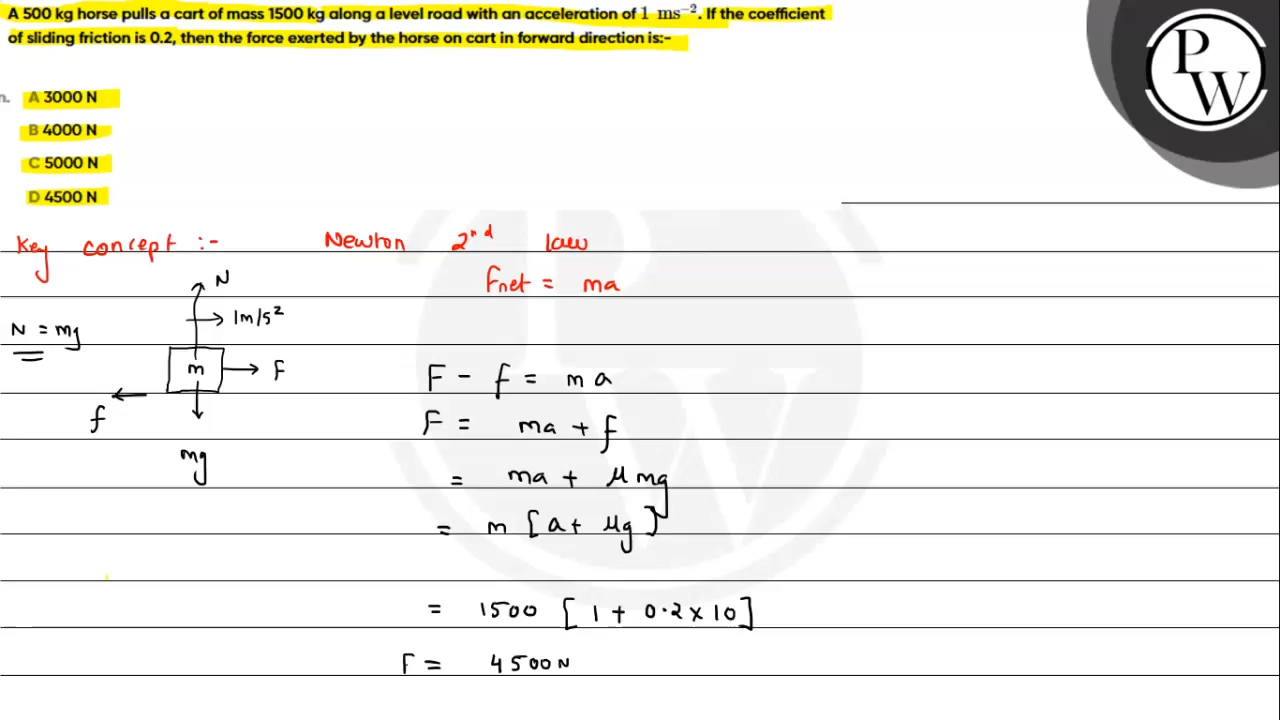 A 500 kg horse pulls a cart of mass 1500 kg along a level road with an acceleration of 1 ms⁻². If the coefficient
of sliding friction is 0.2, then the force exerted by the horse on cart in forward direction is:-
PW
n.
A 3000 N
B 4000 N
C 5000 N
D 4500 N
Key concept :- Newton 2nd law
Fnet = ma
N
1m/s²
N = mg
m
F
f
mg
F - f = ma
F = ma + f
= ma + μmg
= m [a + μg]
= 1500 [1 + 0.2 × 10]
F = 4500N